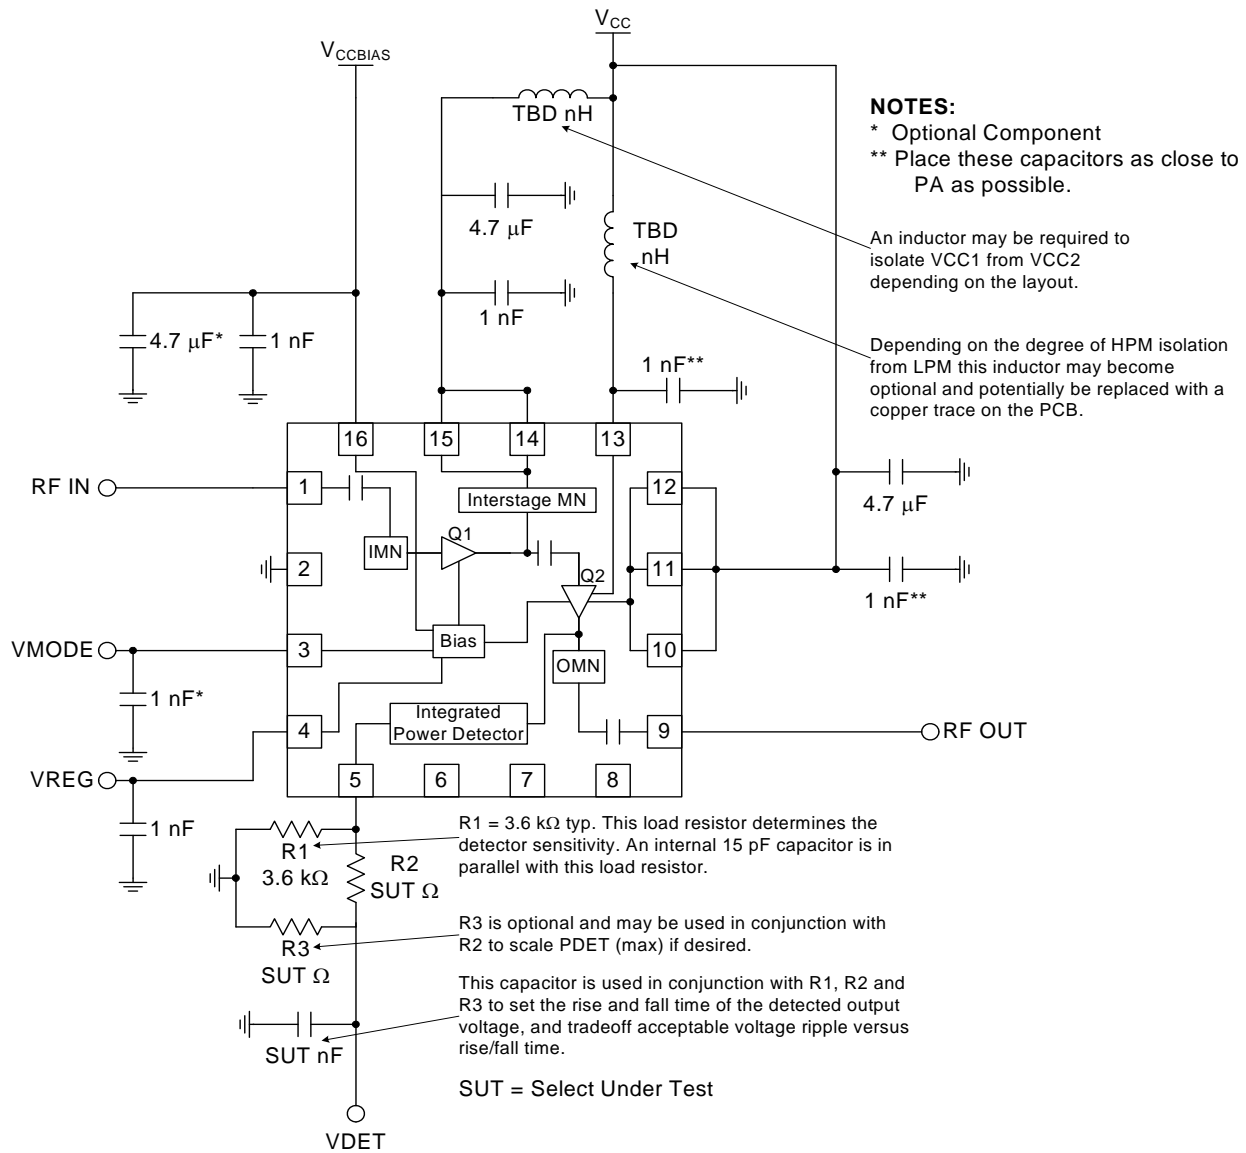 V_CC
V_CCBIAS
TBD nH
NOTES:
* Optional Component
** Place these capacitors as close to
PA as possible.
4.7 μF
TBD
nH
An inductor may be required to
isolate VCC1 from VCC2
depending on the layout.
1 nF
4.7 μF*
1 nF
Depending on the degree of HPM isolation
from LPM this inductor may become
optional and potentially be replaced with a
copper trace on the PCB.
1 nF**
16
15
14
13
RF IN
1
Interstage MN
12
4.7 μF
Q1
IMN
2
Q2
11
1 nF**
VMODE
3
Bias
10
OMN
1 nF*
4
Integrated
Power Detector
9
RF OUT
VREG
5
6
7
8
1 nF
R1
3.6 kΩ
R2
SUT Ω
R1 = 3.6 kΩ typ. This load resistor determines the
detector sensitivity. An internal 15 pF capacitor is in
parallel with this load resistor.
R3
SUT Ω
R3 is optional and may be used in conjunction with
R2 to scale PDET (max) if desired.
This capacitor is used in conjunction with R1, R2 and
R3 to set the rise and fall time of the detected output
voltage, and tradeoff acceptable voltage ripple versus
rise/fall time.
SUT nF
SUT = Select Under Test
VDET